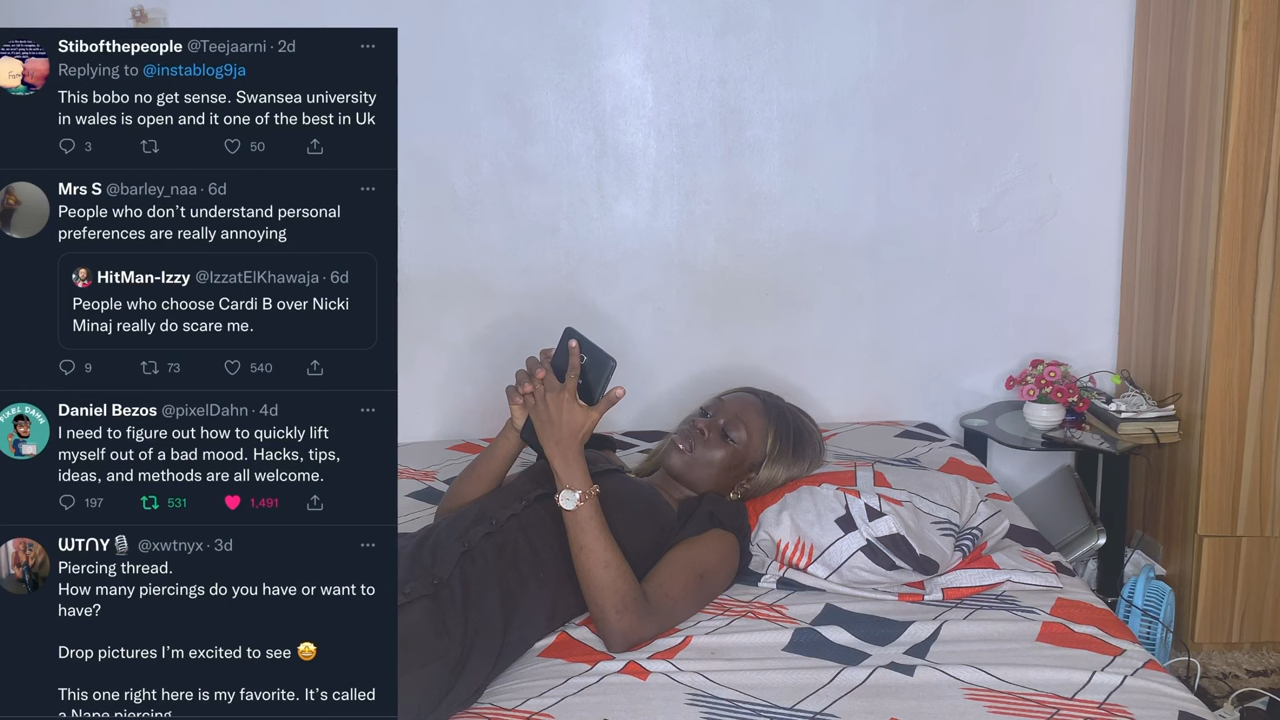 Stibofthepeople @Teejaarni · 2d
Replying to @instablog9ja
This bobo no get sense. Swansea university
in wales is open and it one of the best in Uk
3 50
Mrs S @barley_naa · 6d
People who don’t understand personal
preferences are really annoying
HitMan-Izzy @IzzatElKhawaja · 6d
People who choose Cardi B over Nicki
Minaj really do scare me.
9 73 540
PIXEL DAHN
Daniel Bezos @pixelDahn · 4d
I need to figure out how to quickly lift
myself out of a bad mood. Hacks, tips,
ideas, and methods are all welcome.
197 531 1,491
ѠTՈY🎙 @xwtnyx · 3d
Piercing thread.
How many piercings do you have or want to
have?
Drop pictures I’m excited to see 🤩
This one right here is my favorite. It’s called
a Nape piercing